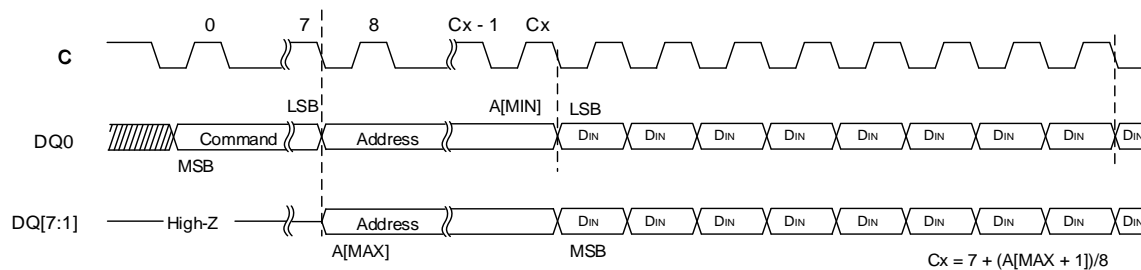 0 7 8 Cx - 1 Cx
C
LSB A[MIN] LSB
DQ0 Command Address DIN DIN DIN DIN DIN DIN DIN DIN DIN
MSB
DQ[7:1] High-Z Address DIN DIN DIN DIN DIN DIN DIN DIN DIN
A[MAX] MSB
Cx = 7 + (A[MAX + 1])/8